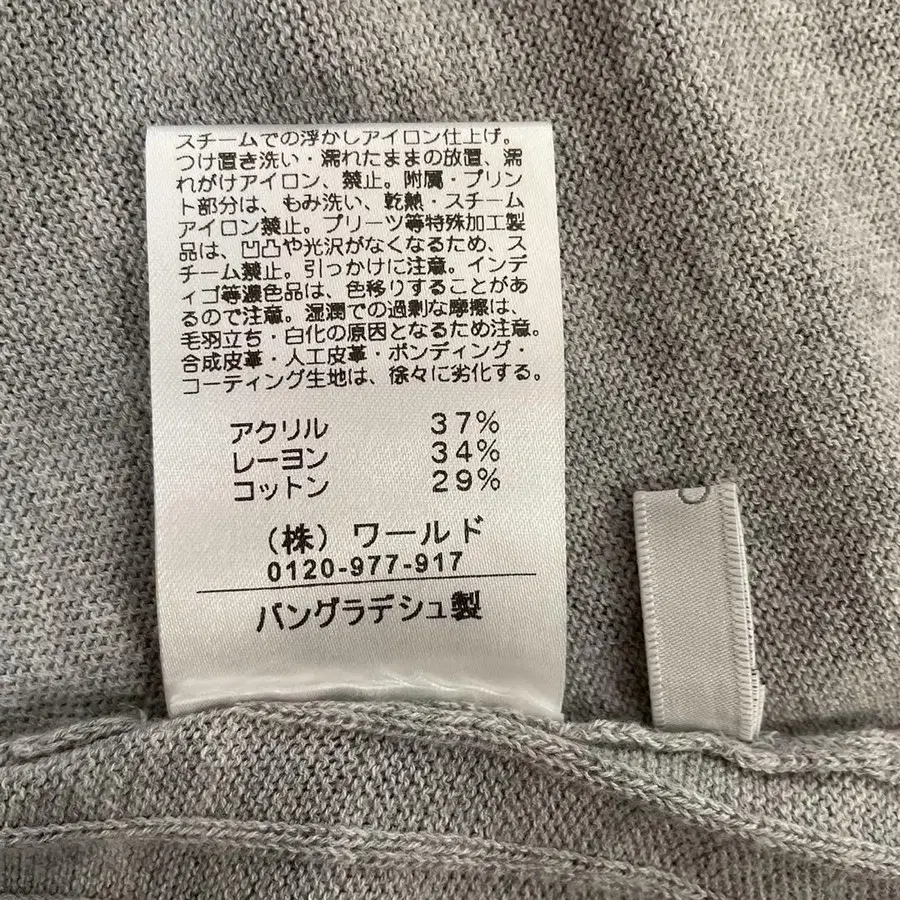 スチームでの浮かしアイロン仕上げ。
つけ置き洗い・濡れたままの放置、濡
れがけアイロン、禁止。附属・プリン
ト部分は、もみ洗い、乾熱・スチーム
アイロン禁止。プリーツ等特殊加工製
品は、凹凸や光沢がなくなるため、ス
チーム禁止。引っかけに注意。インデ
ィゴ等濃色品は、色移りすることがあ
るので注意。湿潤での過剰な摩擦は、
毛羽立ち・白化の原因となるため注意。
合成皮革・人工皮革・ボンディング・
コーティング生地は、徐々に劣化する。
アクリル 37%
レーヨン 34%
コットン 29%
（株）ワールド
0120-977-917
バングラデシュ製